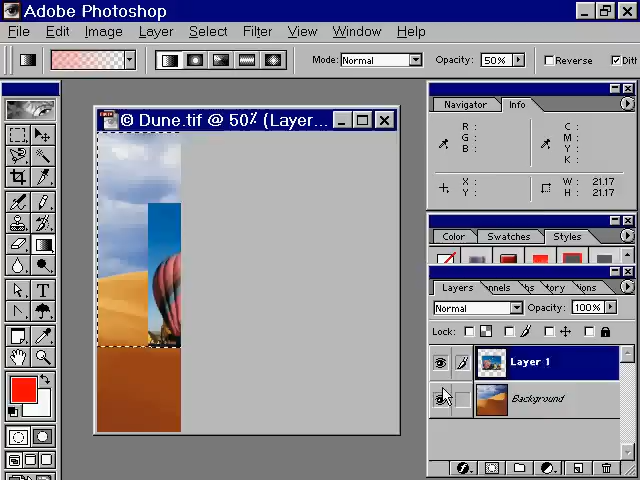 Adobe Photoshop
File Edit Image Layer Select Filter View Window Help
Mode: Normal Opacity: 50% Reverse Dith
© Dune.tif @ 50% (Layer...
Navigator Info
R :
G :
B :
C :
M :
Y :
K :
X :
Y :
W : 21.17
H : 21.17
Color Swatches Styles
Layers nnels hs tory ions
Normal Opacity: 100%
Lock:
Layer 1
Background
T